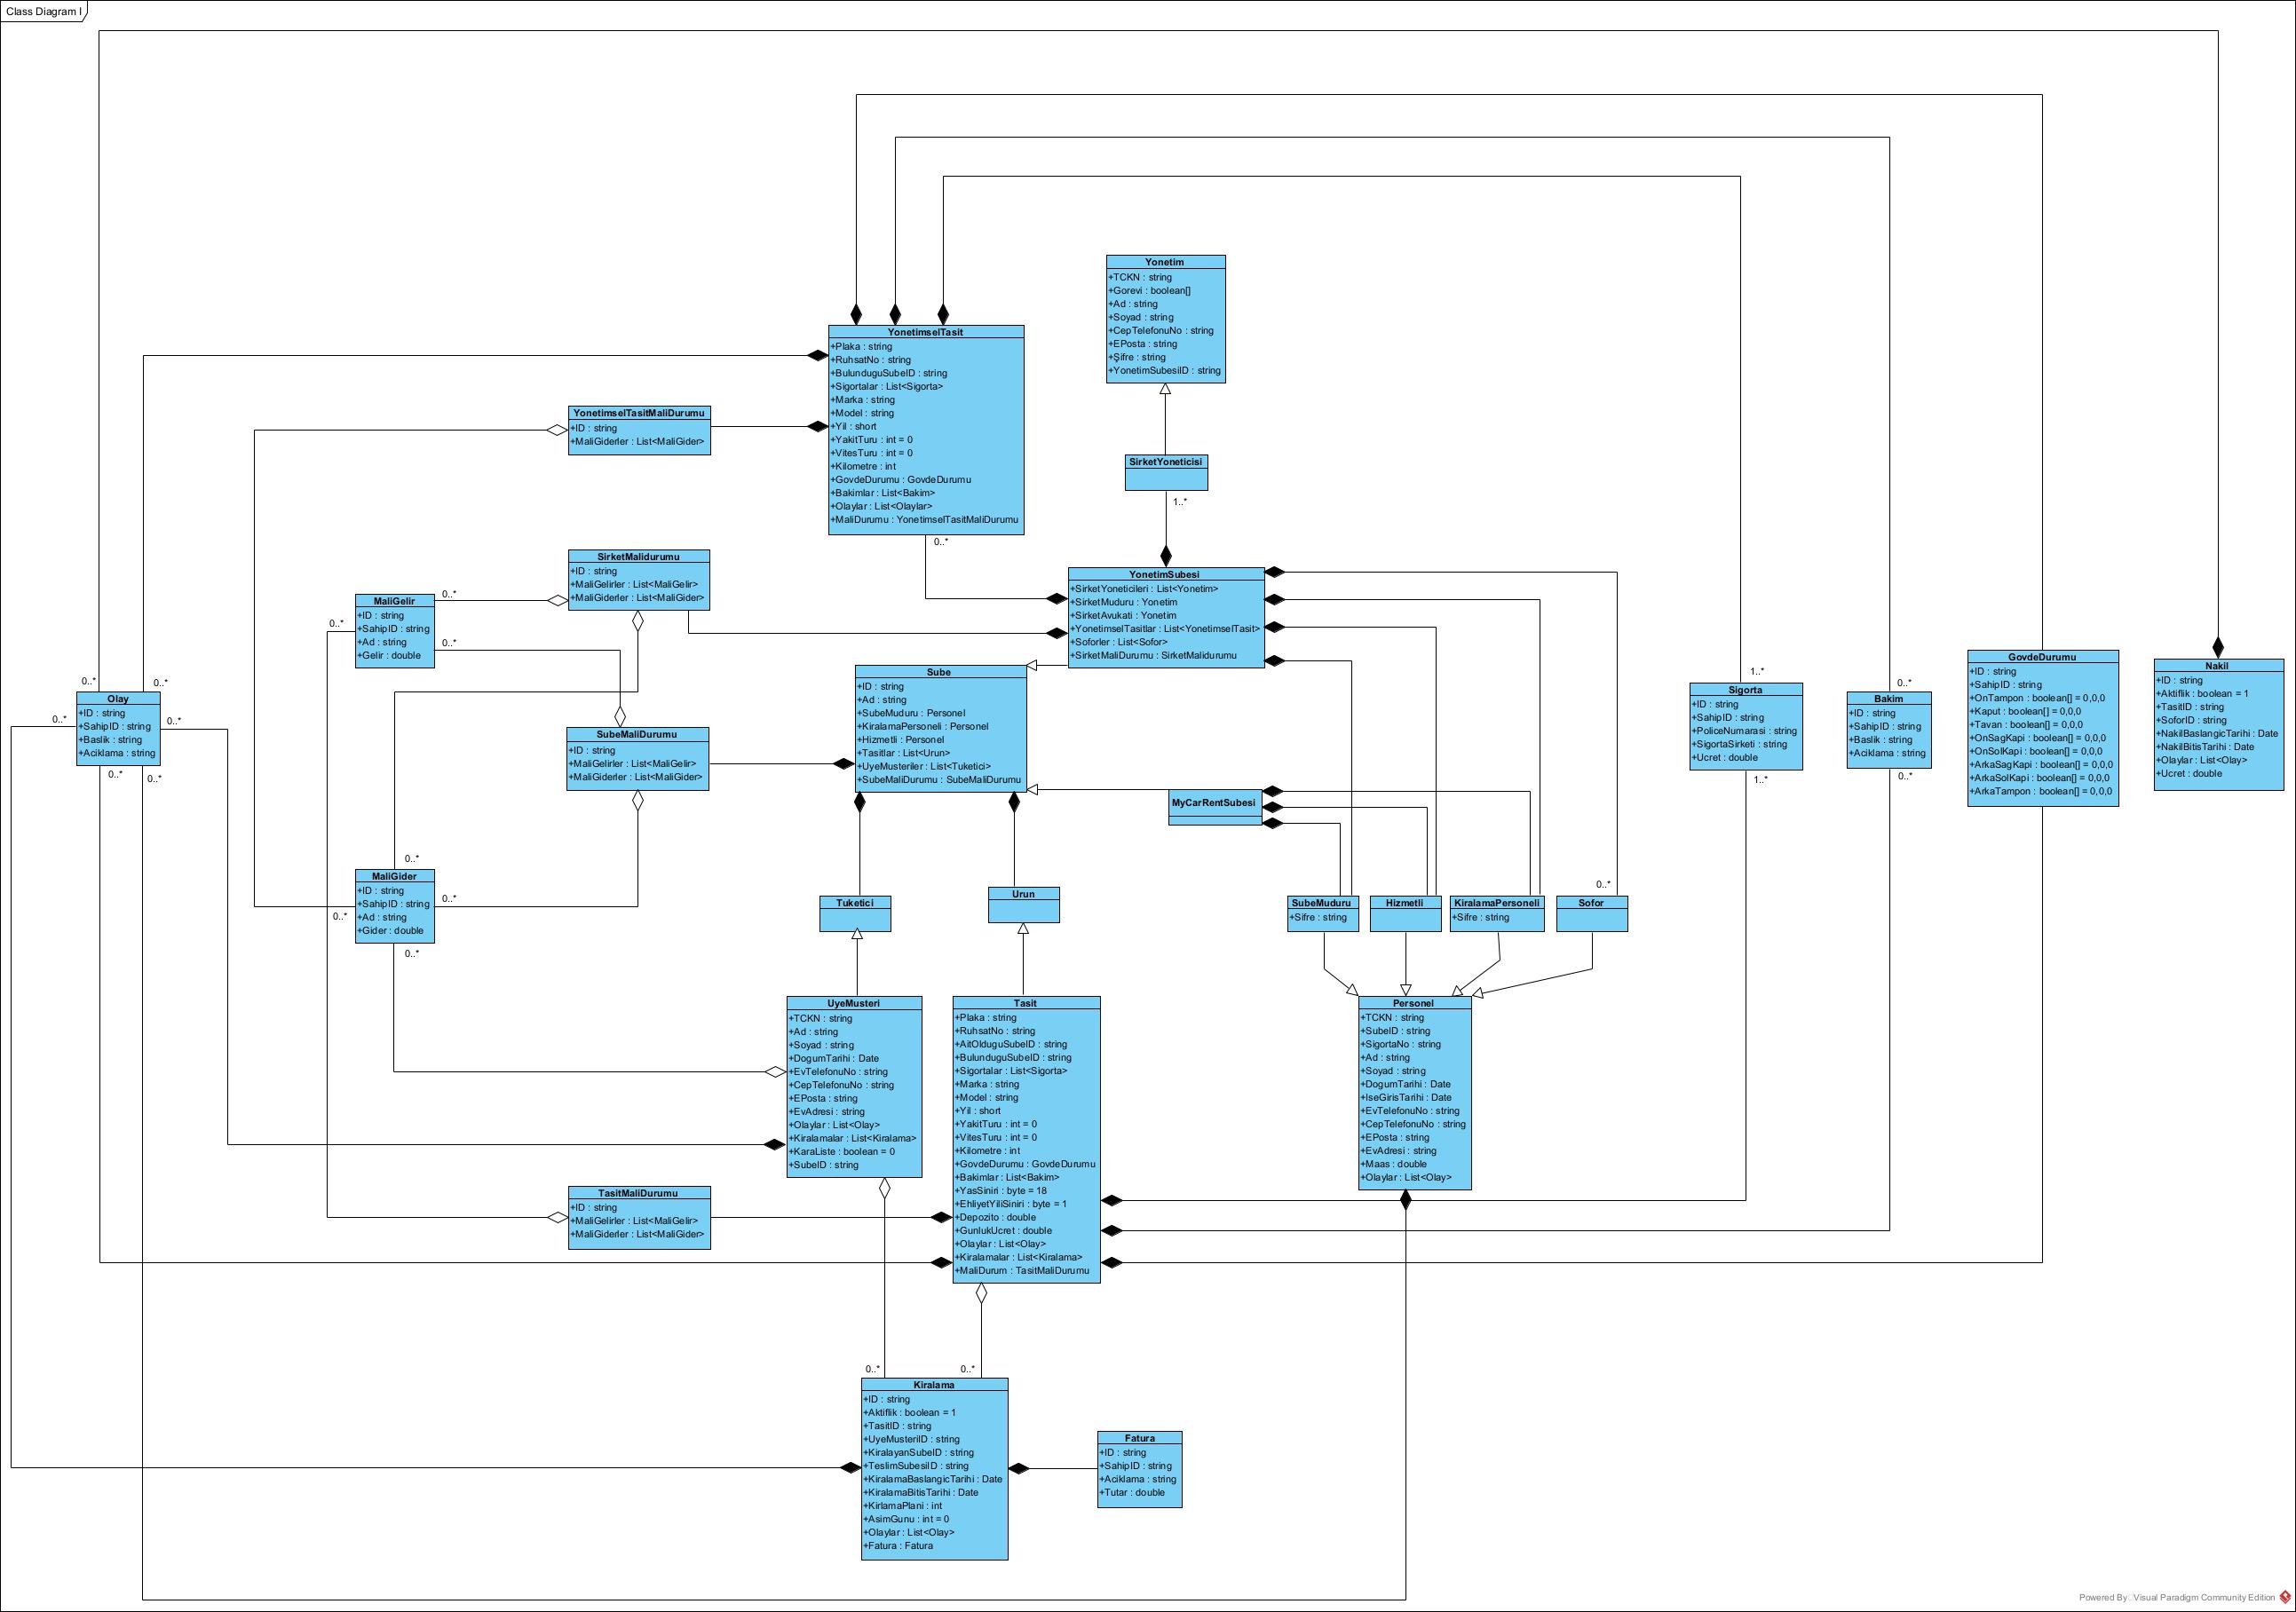 Class Diagram I
Yonetim
+TCKN : string
+Gorevi : boolean[]
+Ad : string
+Soyad : string
+CepTelefonuNo : string
+EPosta : string
+Şifre : string
+YonetimSubesiID : string
YonetimselTasit
+Plaka : string
+RuhsatNo : string
+BulunduguSubeID : string
+Sigortalar : List<Sigorta>
+Marka : string
+Model : string
+Yil : short
+YakitTuru : int = 0
+VitesTuru : int = 0
+Kilometre : int
+GovdeDurumu : GovdeDurumu
+Bakimlar : List<Bakim>
+Olaylar : List<Olaylar>
+MaliDurumu : YonetimselTasitMaliDurumu
0..*
YonetimselTasitMaliDurumu
+ID : string
+MaliGiderler : List<MaliGider>
SirketYoneticisi
1..*
SirketMalidurumu
+ID : string
+MaliGelirler : List<MaliGelir>
+MaliGiderler : List<MaliGider>
YonetimSubesi
+SirketYoneticileri : List<Yonetim>
+SirketMuduru : Yonetim
+SirketAvukati : Yonetim
+YonetimselTasitlar : List<YonetimselTasit>
+Soforler : List<Sofor>
+SirketMaliDurumu : SirketMalidurumu
MaliGelir
+ID : string
+SahipID : string
+Ad : string
+Gelir : double
0..*
0..*
0..*
Olay
+ID : string
+SahipID : string
+Baslik : string
+Aciklama : string
0..*
0..*
0..*
0..*
0..*
0..*
Sube
+ID : string
+Ad : string
+SubeMuduru : Personel
+KiralamaPersoneli : Personel
+Hizmetli : Personel
+Tasitlar : List<Urun>
+UyeMusteriler : List<Tuketici>
+SubeMaliDurumu : SubeMaliDurumu
SubeMaliDurumu
+ID : string
+MaliGelirler : List<MaliGelir>
+MaliGiderler : List<MaliGider>
MyCarRentSubesi
Sigorta
+ID : string
+SahipID : string
+PoliceNumarasi : string
+SigortaSirketi : string
+Ucret : double
1..*
1..*
Bakim
+ID : string
+SahipID : string
+Baslik : string
+Aciklama : string
0..*
0..*
GovdeDurumu
+ID : string
+SahipID : string
+OnTampon : boolean[] = 0,0,0
+Kaput : boolean[] = 0,0,0
+Tavan : boolean[] = 0,0,0
+OnSagKapi : boolean[] = 0,0,0
+OnSolKapi : boolean[] = 0,0,0
+ArkaSagKapi : boolean[] = 0,0,0
+ArkaSolKapi : boolean[] = 0,0,0
+ArkaTampon : boolean[] = 0,0,0
Nakil
+ID : string
+Aktiflik : boolean = 1
+TasitID : string
+SoforID : string
+NakilBaslangicTarihi : Date
+NakilBitisTarihi : Date
+Olaylar : List<Olay>
+Ucret : double
MaliGider
+ID : string
+SahipID : string
+Ad : string
+Gider : double
0..*
0..*
0..*
0..*
Tuketici
Urun
SubeMuduru
+Sifre : string
Hizmetli
KiralamaPersoneli
+Sifre : string
Sofor
0..*
UyeMusteri
+TCKN : string
+Ad : string
+Soyad : string
+DogumTarihi : Date
+EvTelefonuNo : string
+CepTelefonuNo : string
+EPosta : string
+EvAdresi : string
+Olaylar : List<Olay>
+Kiralamalar : List<Kiralama>
+KaraListe : boolean = 0
+SubeID : string
Tasit
+Plaka : string
+RuhsatNo : string
+AitOlduguSubeID : string
+BulunduguSubeID : string
+Sigortalar : List<Sigorta>
+Marka : string
+Model : string
+Yil : short
+YakitTuru : int = 0
+VitesTuru : int = 0
+Kilometre : int
+GovdeDurumu : GovdeDurumu
+Bakimlar : List<Bakim>
+YasSiniri : byte = 18
+EhliyetYiliSiniri : byte = 1
+Depozito : double
+GunlukUcret : double
+Olaylar : List<Olay>
+Kiralamalar : List<Kiralama>
+MaliDurum : TasitMaliDurumu
Personel
+TCKN : string
+SubeID : string
+SigortaNo : string
+Ad : string
+Soyad : string
+DogumTarihi : Date
+IseGirisTarihi : Date
+EvTelefonuNo : string
+CepTelefonuNo : string
+EPosta : string
+EvAdresi : string
+Maas : double
+Olaylar : List<Olay>
TasitMaliDurumu
+ID : string
+MaliGelirler : List<MaliGelir>
+MaliGiderler : List<MaliGider>
0..*
0..*
Kiralama
+ID : string
+Aktiflik : boolean = 1
+TasitID : string
+UyeMusteriID : string
+KiralayanSubeID : string
+TeslimSubesiID : string
+KiralamaBaslangicTarihi : Date
+KiralamaBitisTarihi : Date
+KirlamaPlani : int
+AsimGunu : int = 0
+Olaylar : List<Olay>
+Fatura : Fatura
Fatura
+ID : string
+SahipID : string
+Aciklama : string
+Tutar : double
Powered By Visual Paradigm Community Edition